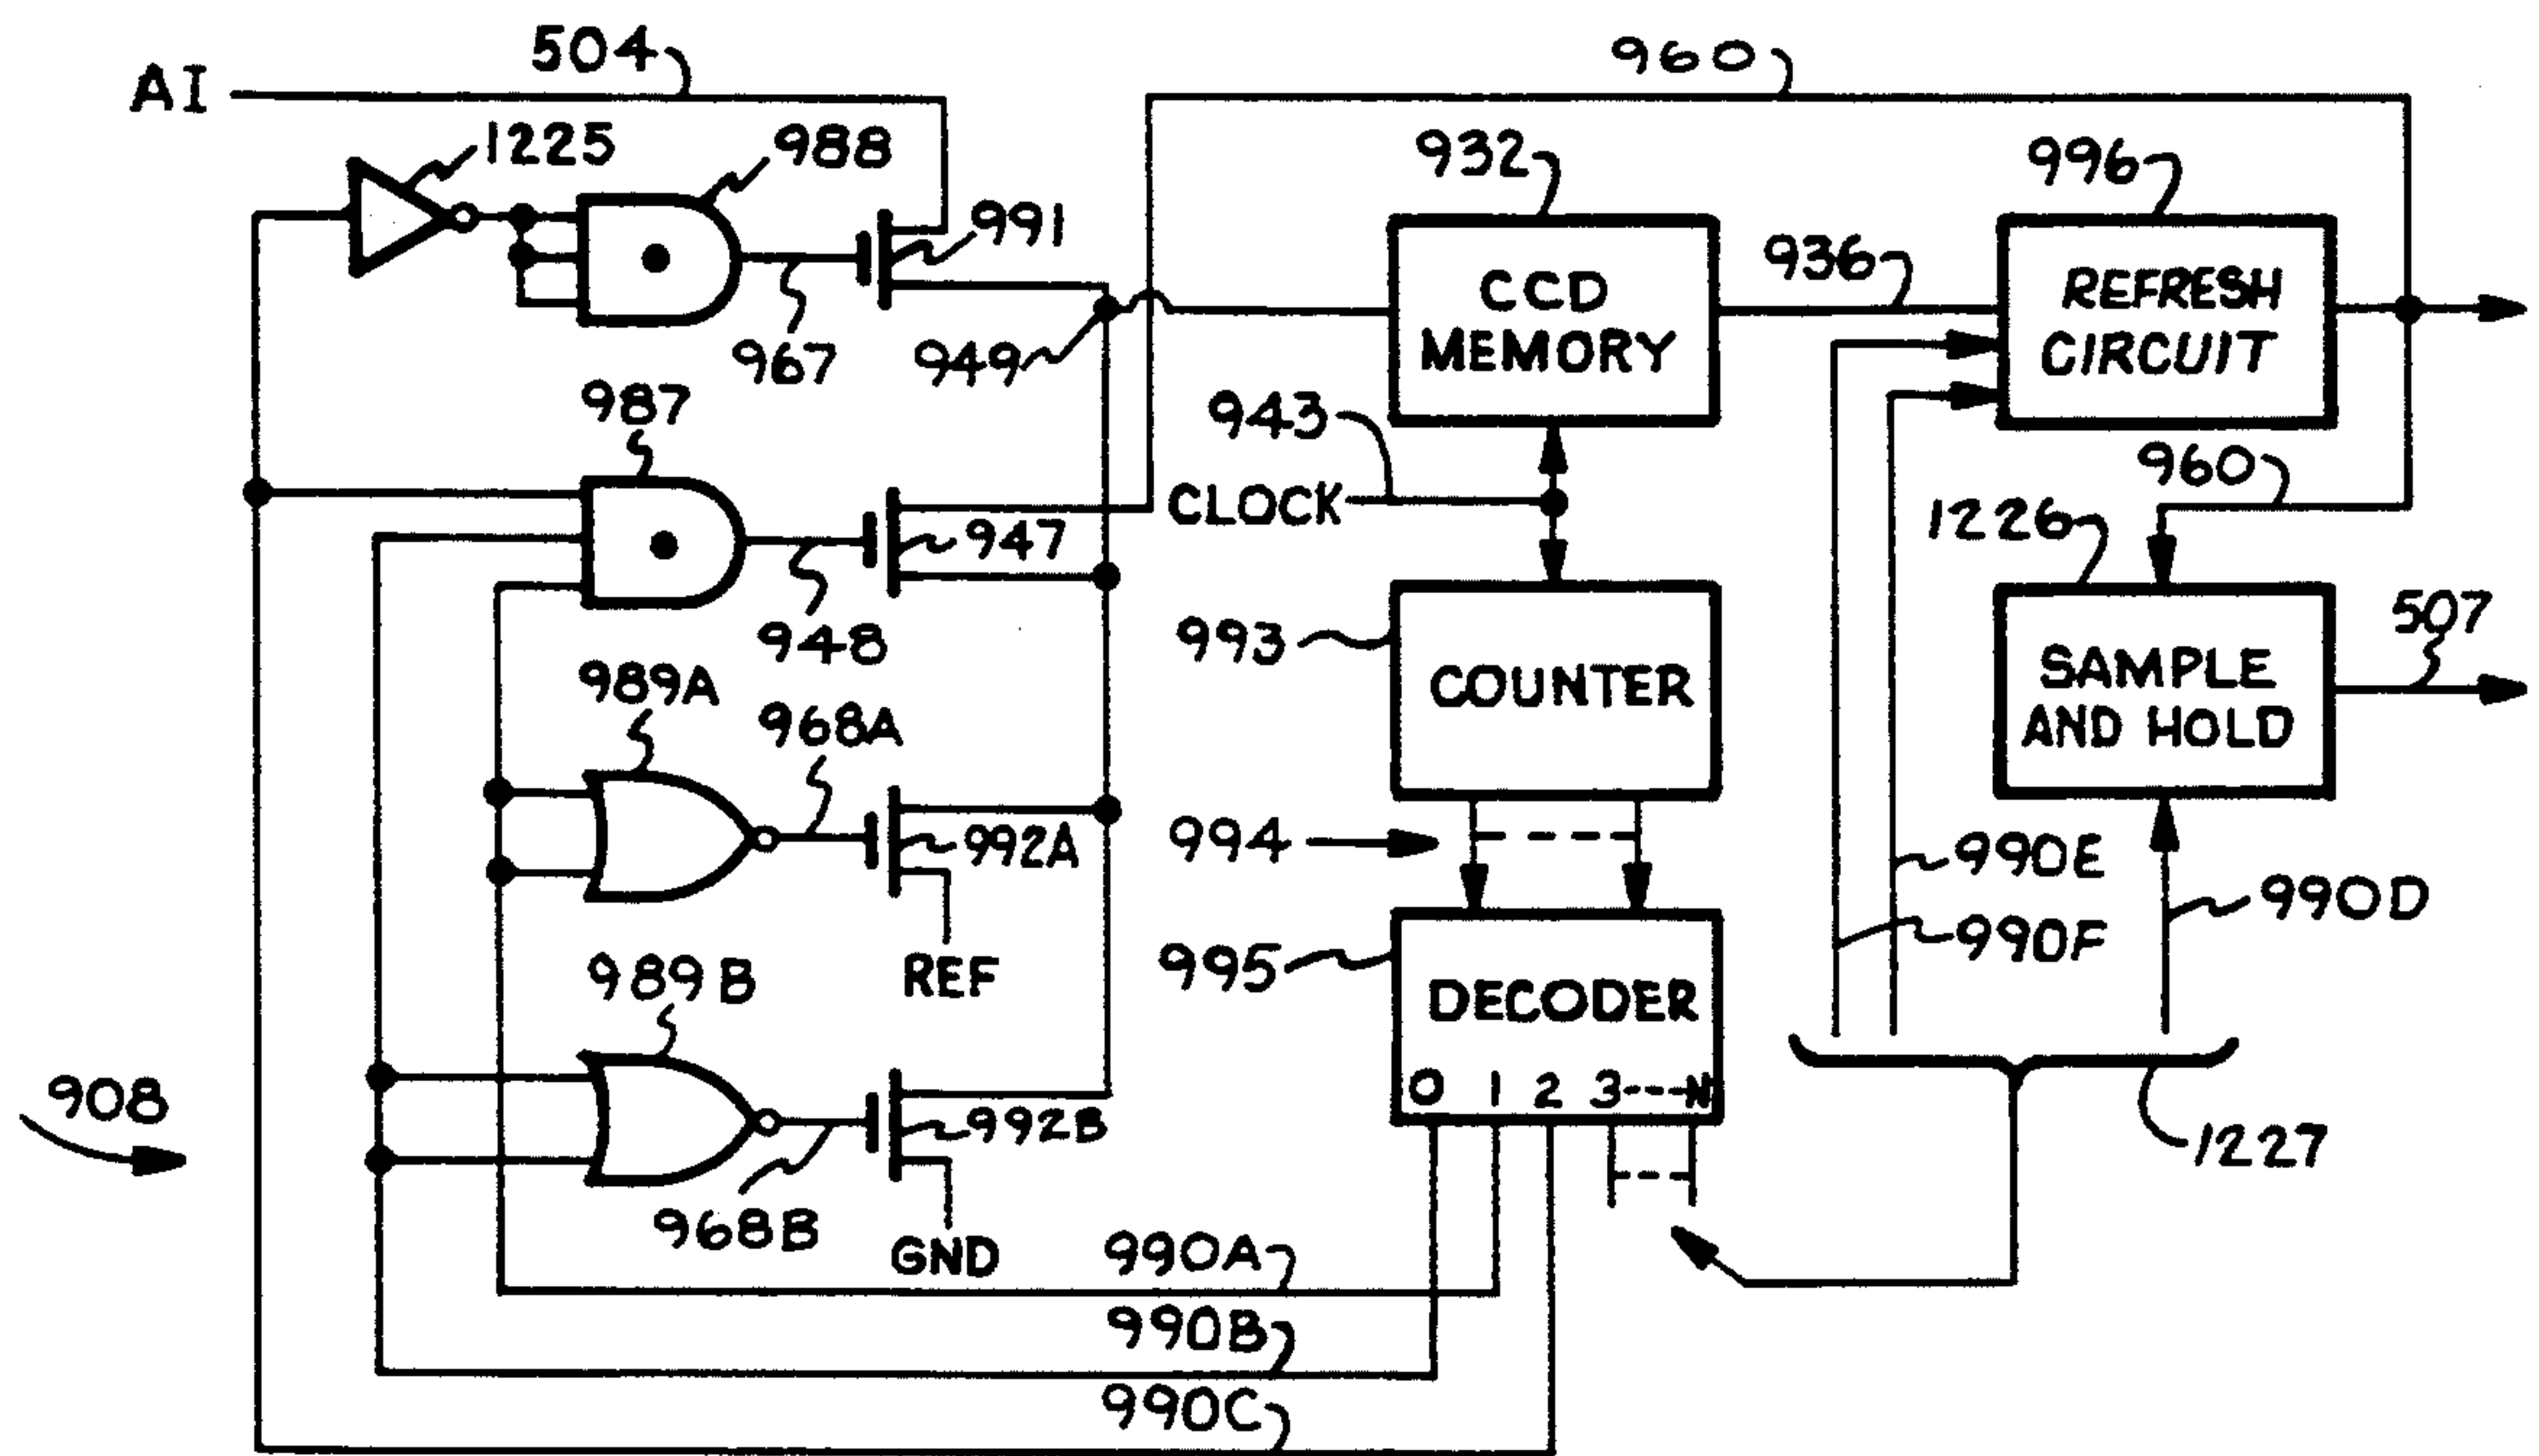 504
960
AI
1225
988
932
996
991
936
CCD
MEMORY
REFRESH
CIRCUIT
967
949
987
943
960
CLOCK
1226
947
507
948
993
COUNTER
SAMPLE
AND HOLD
989A
968A
992A
994
990E
990D
990F
REF
995
DECODER
989B
0 1 2 3----N
908
992B
1227
968B
GND
990A
990B
990C